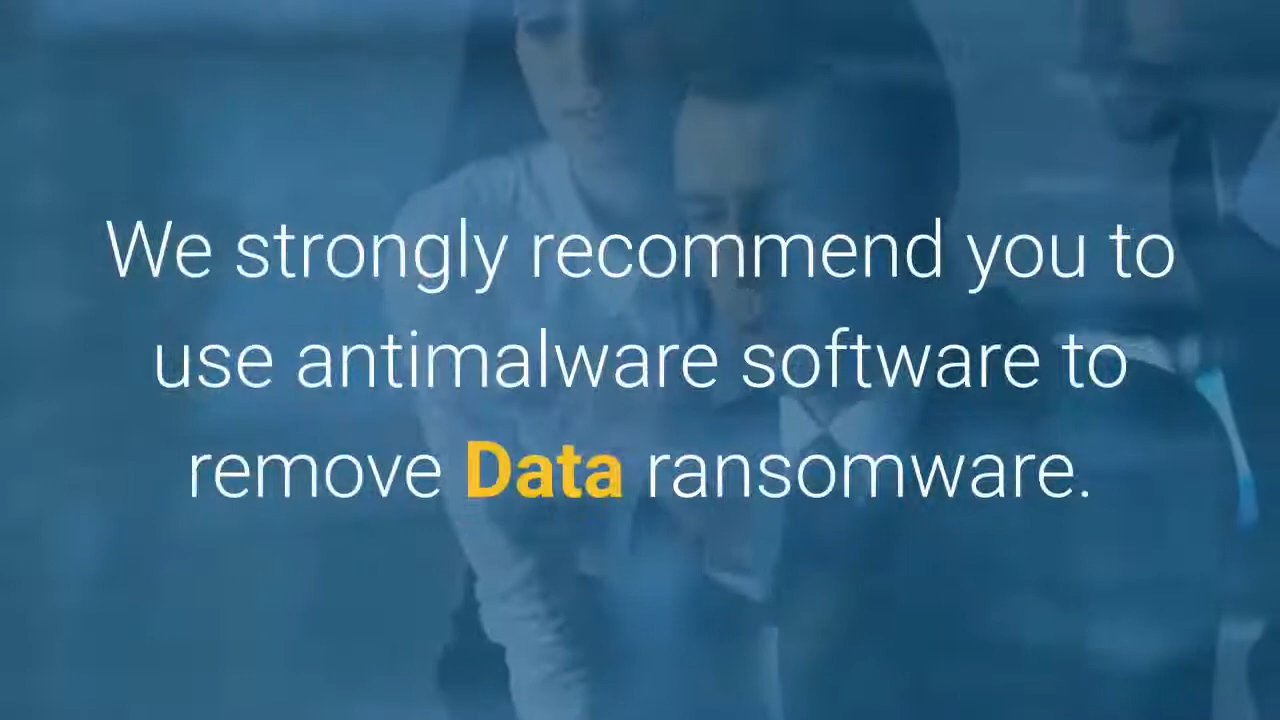 We strongly recommend you to
use antimalware software to
remove Data ransomware.